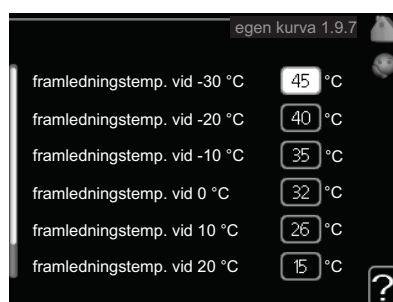 egen kurva 1.9.7
framledningstemp. vid -30 °C 45 °C
framledningstemp. vid -20 °C 40 °C
framledningstemp. vid -10 °C 35 °C
framledningstemp. vid 0 °C 32 °C
framledningstemp. vid 10 °C 26 °C
framledningstemp. vid 20 °C 15 °C
?